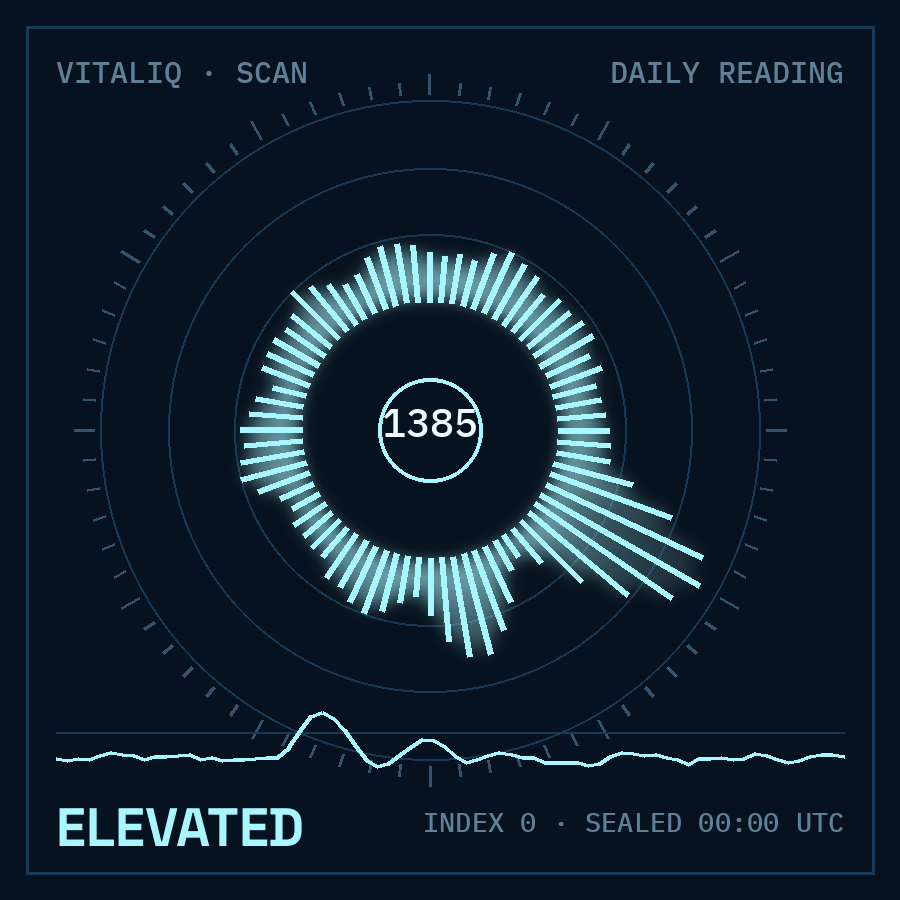 VITALIQ · SCAN
DAILY READING
1385
ELEVATED
INDEX 0 · SEALED 00:00 UTC